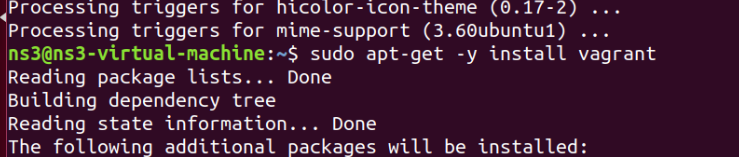 Processing triggers for hicolor-icon-theme (0.17-2) ...
Processing triggers for mime-support (3.60ubuntu1) ...
ns3@ns3-virtual-machine:~$ sudo apt-get -y install vagrant
Reading package lists... Done
Building dependency tree
Reading state information... Done
The following additional packages will be installed: